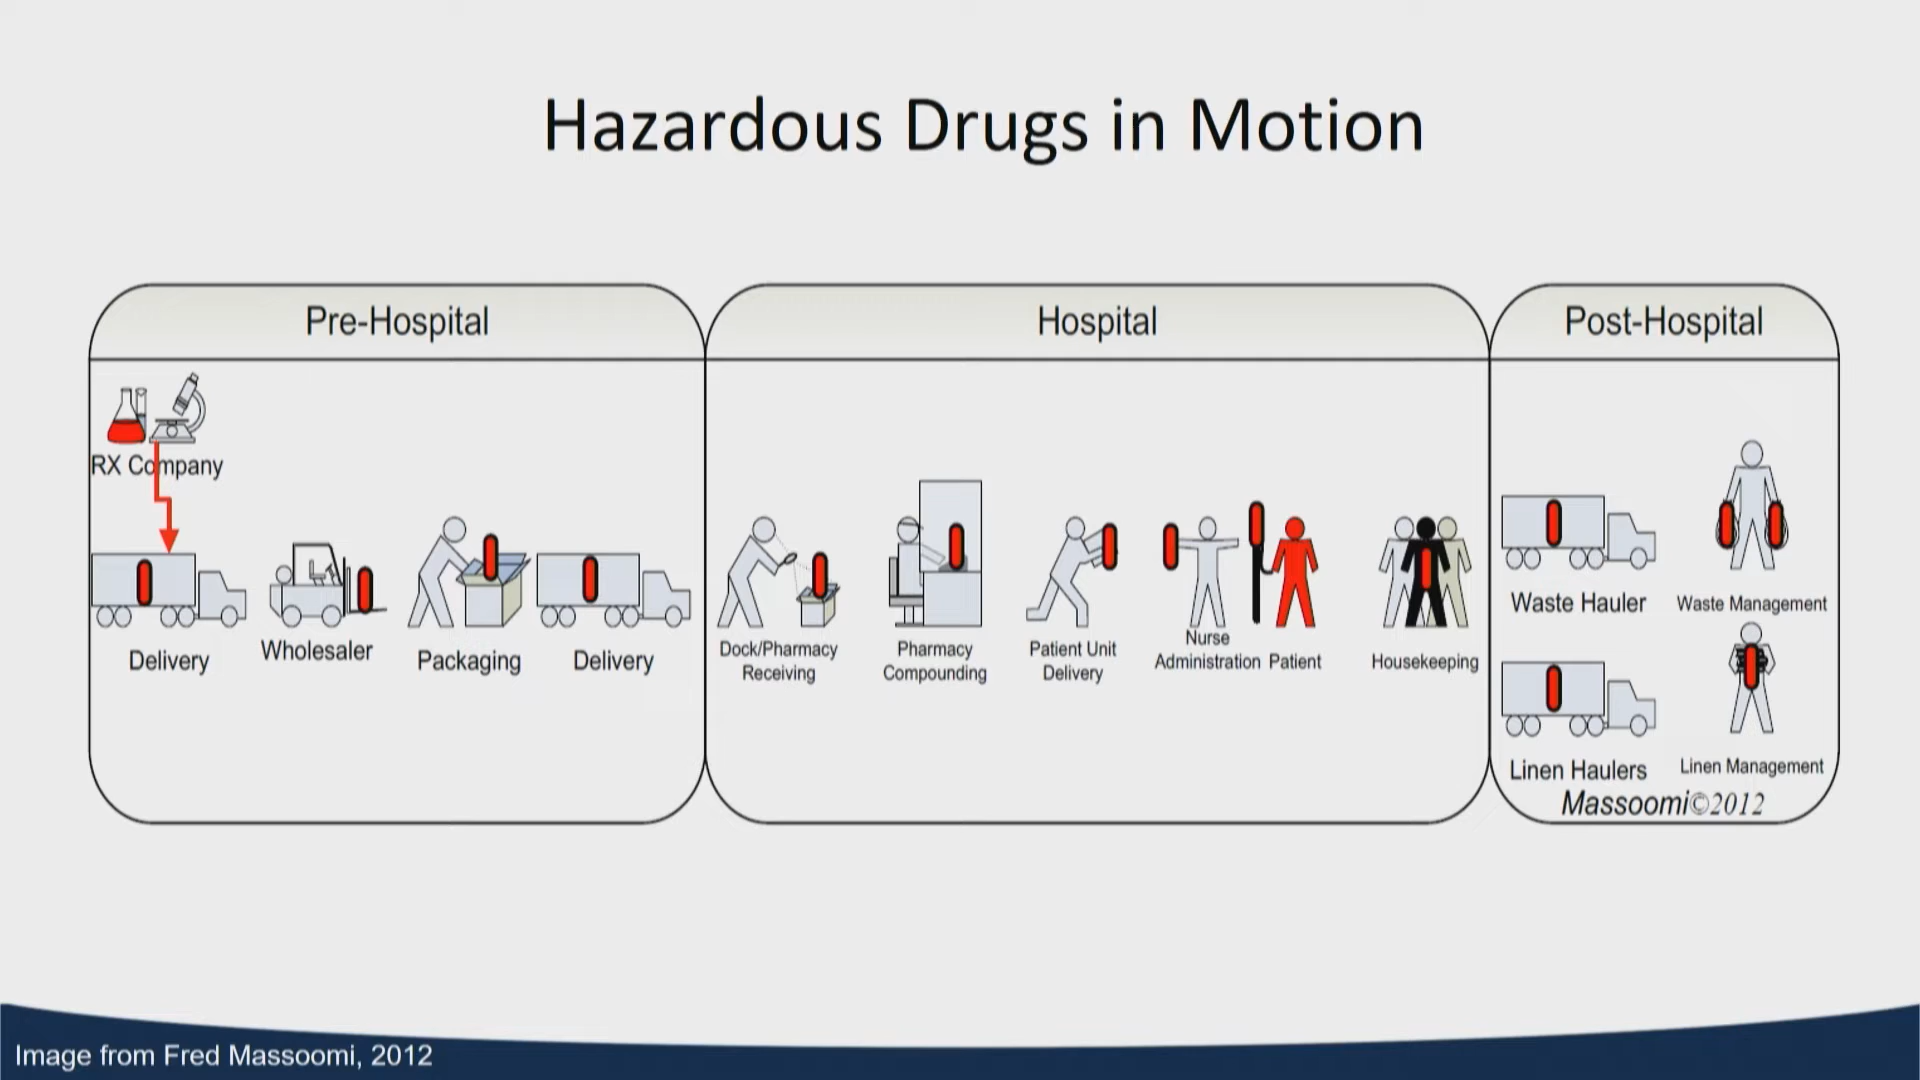 Hazardous Drugs in Motion
Pre-Hospital
RX Company
Delivery
Wholesaler
Packaging
Delivery
Hospital
Dock/Pharmacy
Receiving
Pharmacy
Compounding
Patient Unit
Delivery
Nurse
Administration
Patient
Housekeeping
Post-Hospital
Waste Hauler
Waste Management
Linen Haulers
Linen Management
Massoomi©2012
Image from Fred Massoomi, 2012